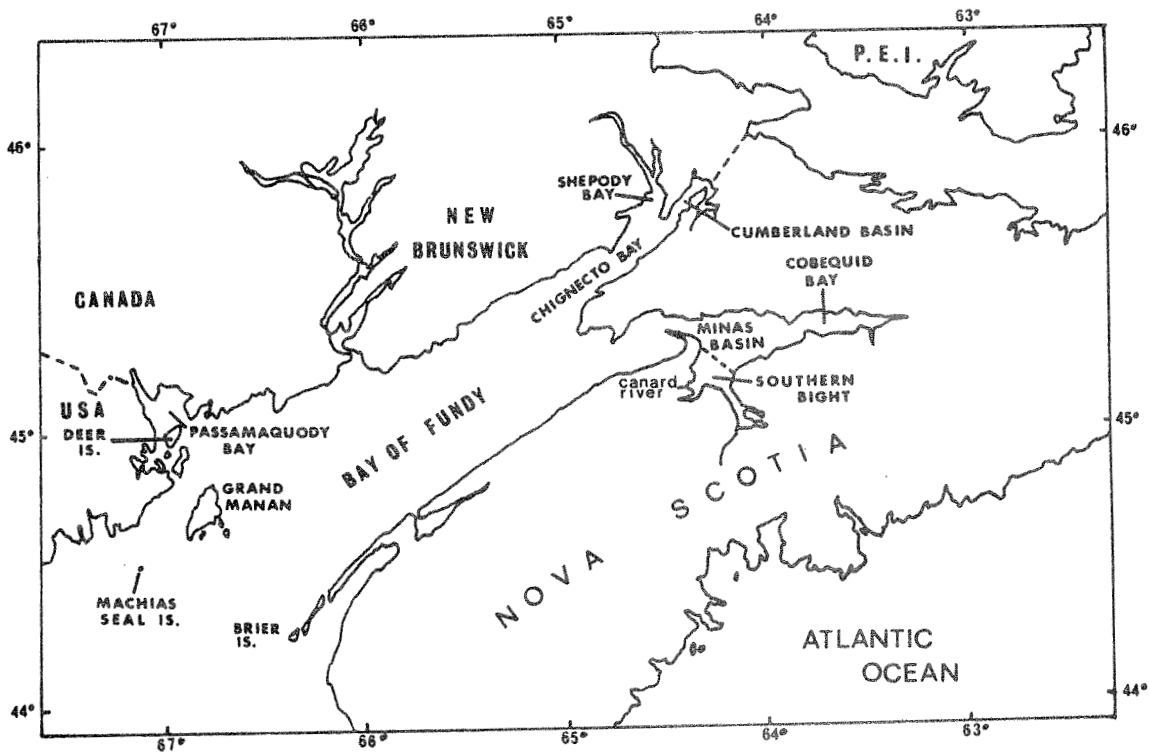 67°
66°
65°
64°
63°
P.E.I.
46°
46°
SHEPODY
BAY
NEW
BRUNSWICK
CUMBERLAND BASIN
CHIGNECTO BAY
COBEQUID
BAY
CANADA
MINAS
BASIN
canard
river
SOUTHERN
BIGHT
USA
45°
45°
DEER
IS.
PASSAMAQUODY
BAY
BAY OF FUNDY
GRAND
MANAN
NOVA SCOTIA
MACHIAS
SEAL IS.
BRIER
IS.
ATLANTIC
OCEAN
44°
44°
67°
66°
65°
64°
63°